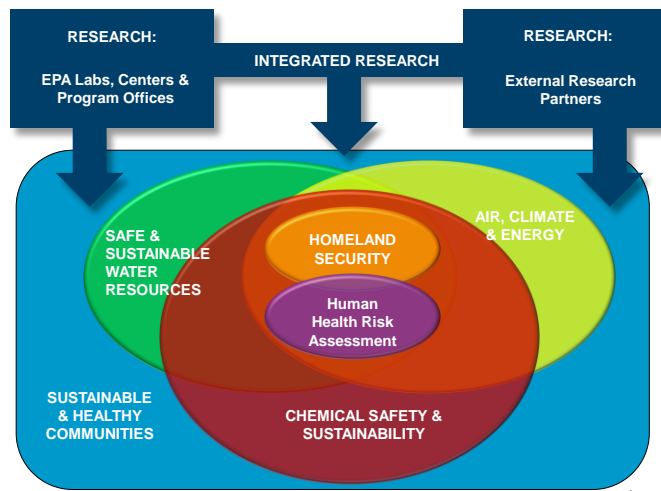 RESEARCH:
EPA Labs, Centers &
Program Offices
INTEGRATED RESEARCH
RESEARCH:
External Research
Partners
SAFE &
SUSTAINABLE
WATER
RESOURCES
HOMELAND
SECURITY
AIR, CLIMATE
& ENERGY
Human
Health Risk
Assessment
SUSTAINABLE
& HEALTHY
COMMUNITIES
CHEMICAL SAFETY &
SUSTAINABILITY